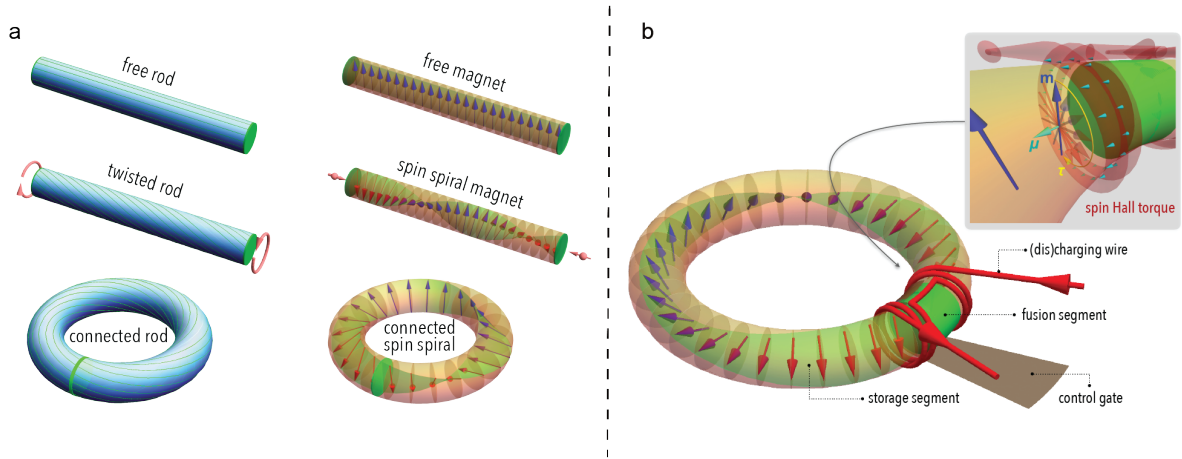 a
free rod
free magnet
twisted rod
spin spiral magnet
connected rod
connected
spin spiral
b
m
μ
τ
spin Hall torque
(dis)charging wire
fusion segment
storage segment
control gate